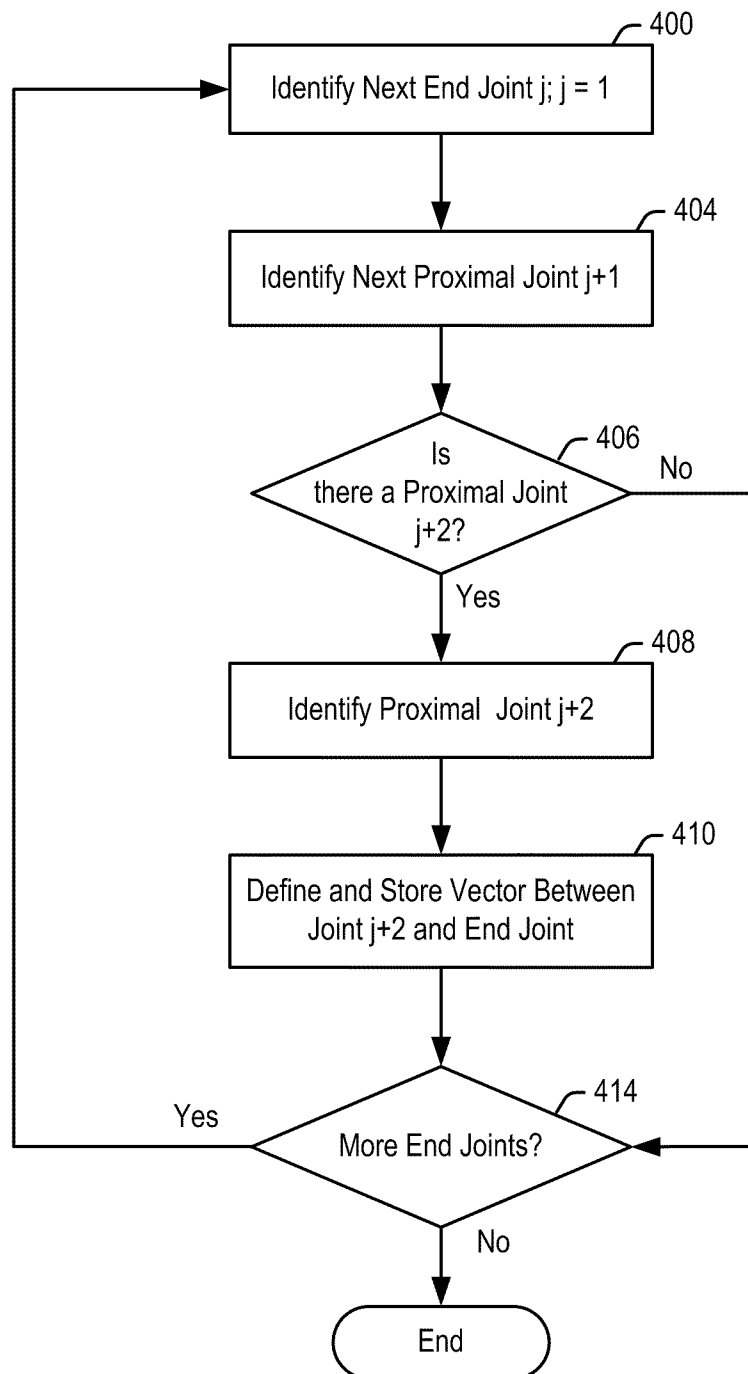 400
Identify Next End Joint j; j = 1
404
Identify Next Proximal Joint j+1
406
Is
there a Proximal Joint
j+2?
No
Yes
408
Identify Proximal Joint j+2
410
Define and Store Vector Between
Joint j+2 and End Joint
414
Yes
More End Joints?
No
End